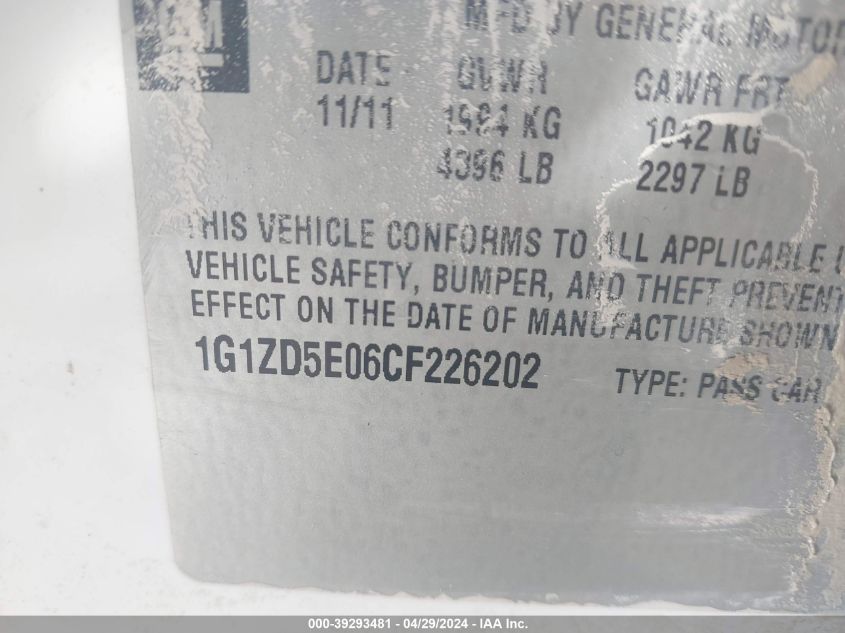 GM
MFD BY GENERAL MOTOR
DATE GVWR GAWR FRT
11/11 1994 KG 1042 KG
4396 LB 2297 LB
THIS VEHICLE CONFORMS TO ALL APPLICABLE U
VEHICLE SAFETY, BUMPER, AND THEFT PREVENT
EFFECT ON THE DATE OF MANUFACTURE SHOWN
1G1ZD5E06CF226202 TYPE: PASS CAR
000-39293481 - 04/29/2024 - IAA Inc.